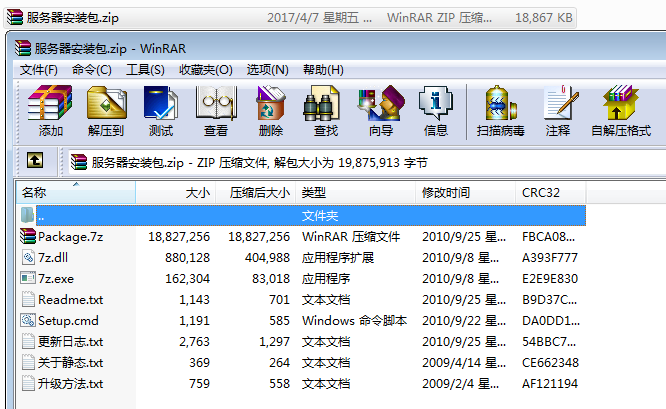 服务器安装包.zip 2017/4/7 星期五 ... WinRAR ZIP 压缩... 18,867 KB
服务器安装包.zip - WinRAR
文件(F) 命令(C) 工具(S) 收藏夹(O) 选项(N) 帮助(H)
添加 解压到 测试 查看 删除 查找 向导 信息 扫描病毒 注释 自解压格式
服务器安装包.zip - ZIP 压缩文件, 解包大小为 19,875,913 字节
名称 大小 压缩后大小 类型 修改时间 CRC32
.. 文件夹
Package.7z 18,827,256 18,827,256 WinRAR 压缩文件 2010/9/25 星... FBCA08...
7z.dll 880,128 404,988 应用程序扩展 2010/9/8 星... A393F777
7z.exe 162,304 83,018 应用程序 2010/9/8 星... E2E9E830
Readme.txt 1,143 701 文本文档 2010/9/25 星... B9D37C...
Setup.cmd 1,191 585 Windows 命令脚本 2010/9/22 星... DA0DD1...
更新日志.txt 2,763 1,297 文本文档 2010/9/25 星... 54BBC7...
关于静态.txt 369 264 文本文档 2009/4/14 星... CE662348
升级方法.txt 759 558 文本文档 2009/2/4 星... AF121194